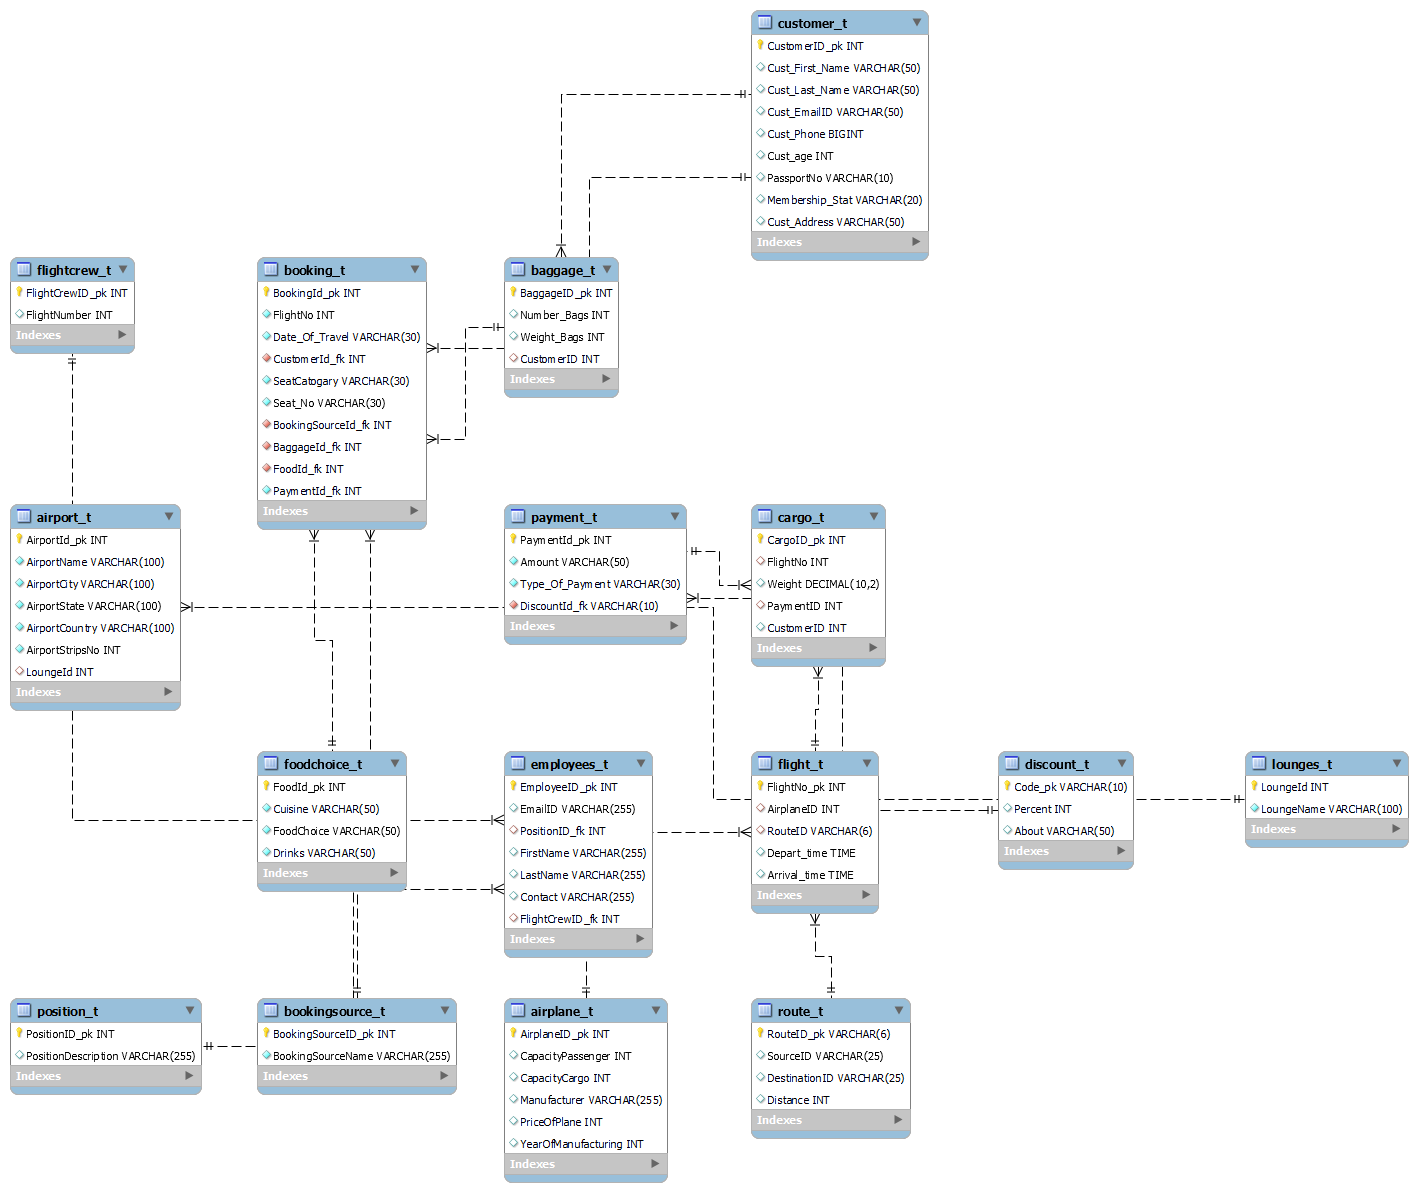 customer_t
CustomerID_pk INT
Cust_First_Name VARCHAR(50)
Cust_Last_Name VARCHAR(50)
Cust_EmailID VARCHAR(50)
Cust_Phone BIGINT
Cust_age INT
PassportNo VARCHAR(10)
Membership_Stat VARCHAR(20)
Cust_Address VARCHAR(50)
Indexes
flightcrew_t
FlightCrewID_pk INT
FlightNumber INT
Indexes
booking_t
BookingId_pk INT
FlightNo INT
Date_Of_Travel VARCHAR(30)
CustomerId_fk INT
SeatCatogary VARCHAR(30)
Seat_No VARCHAR(30)
BookingSourceId_fk INT
BaggageId_fk INT
FoodId_fk INT
PaymentId_fk INT
Indexes
baggage_t
BaggageID_pk INT
Number_Bags INT
Weight_Bags INT
CustomerID INT
Indexes
airport_t
AirportId_pk INT
AirportName VARCHAR(100)
AirportCity VARCHAR(100)
AirportState VARCHAR(100)
AirportCountry VARCHAR(100)
AirportStripsNo INT
LoungeId INT
Indexes
payment_t
PaymentId_pk INT
Amount VARCHAR(50)
Type_Of_Payment VARCHAR(30)
DiscountId_fk VARCHAR(10)
Indexes
cargo_t
CargoID_pk INT
FlightNo INT
Weight DECIMAL(10,2)
PaymentID INT
CustomerID INT
Indexes
foodchoice_t
FoodId_pk INT
Cuisine VARCHAR(50)
FoodChoice VARCHAR(50)
Drinks VARCHAR(50)
Indexes
employees_t
EmployeeID_pk INT
EmailID VARCHAR(255)
PositionID_fk INT
FirstName VARCHAR(255)
LastName VARCHAR(255)
Contact VARCHAR(255)
FlightCrewID_fk INT
Indexes
flight_t
FlightNo_pk INT
AirplaneID INT
RouteID VARCHAR(6)
Depart_time TIME
Arrival_time TIME
Indexes
discount_t
Code_pk VARCHAR(10)
Percent INT
About VARCHAR(50)
Indexes
lounges_t
LoungeId INT
LoungeName VARCHAR(100)
Indexes
position_t
PositionID_pk INT
PositionDescription VARCHAR(255)
Indexes
bookingsource_t
BookingSourceID_pk INT
BookingSourceName VARCHAR(255)
Indexes
airplane_t
AirplaneID_pk INT
CapacityPassenger INT
CapacityCargo INT
Manufacturer VARCHAR(255)
PriceOfPlane INT
YearOfManufacturing INT
Indexes
route_t
RouteID_pk VARCHAR(6)
SourceID VARCHAR(25)
DestinationID VARCHAR(25)
Distance INT
Indexes